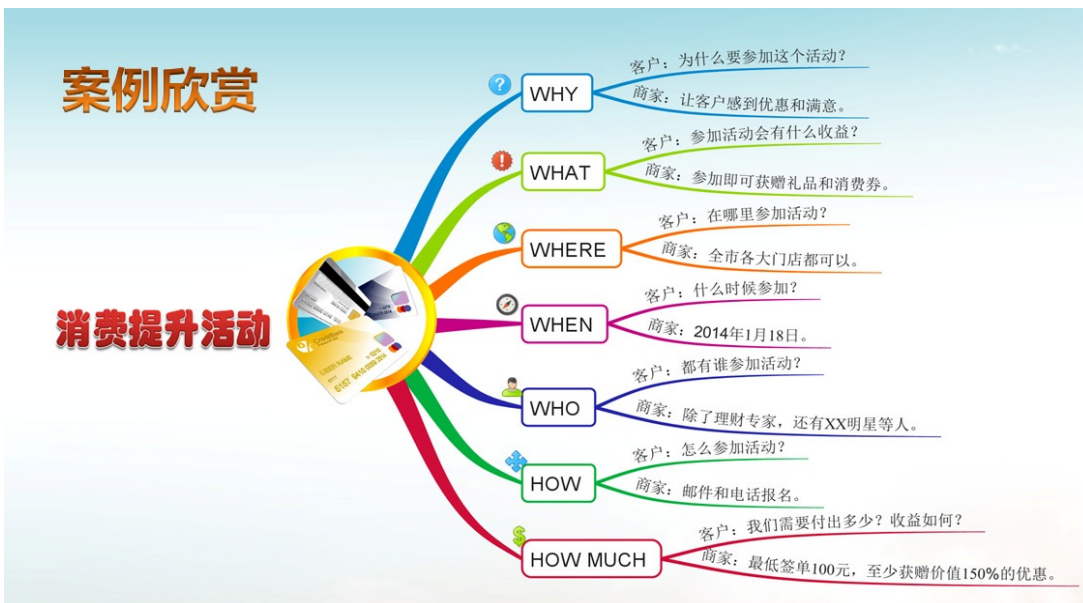 案例欣赏
消费提升活动
WHY
客户：为什么要参加这个活动？
商家：让客户感到优惠和满意。
WHAT
客户：参加活动会有什么收益？
商家：参加即可获赠礼品和消费券。
WHERE
客户：在哪里参加活动？
商家：全市各大门店都可以。
WHEN
客户：什么时候参加？
商家：2014年1月18日。
WHO
客户：都有谁参加活动？
商家：除了理财专家，还有XX明星等人。
HOW
客户：怎么参加活动？
商家：邮件和电话报名。
HOW MUCH
客户：我们需要付出多少？收益如何？
商家：最低签单100元，至少获赠价值150%的优惠。